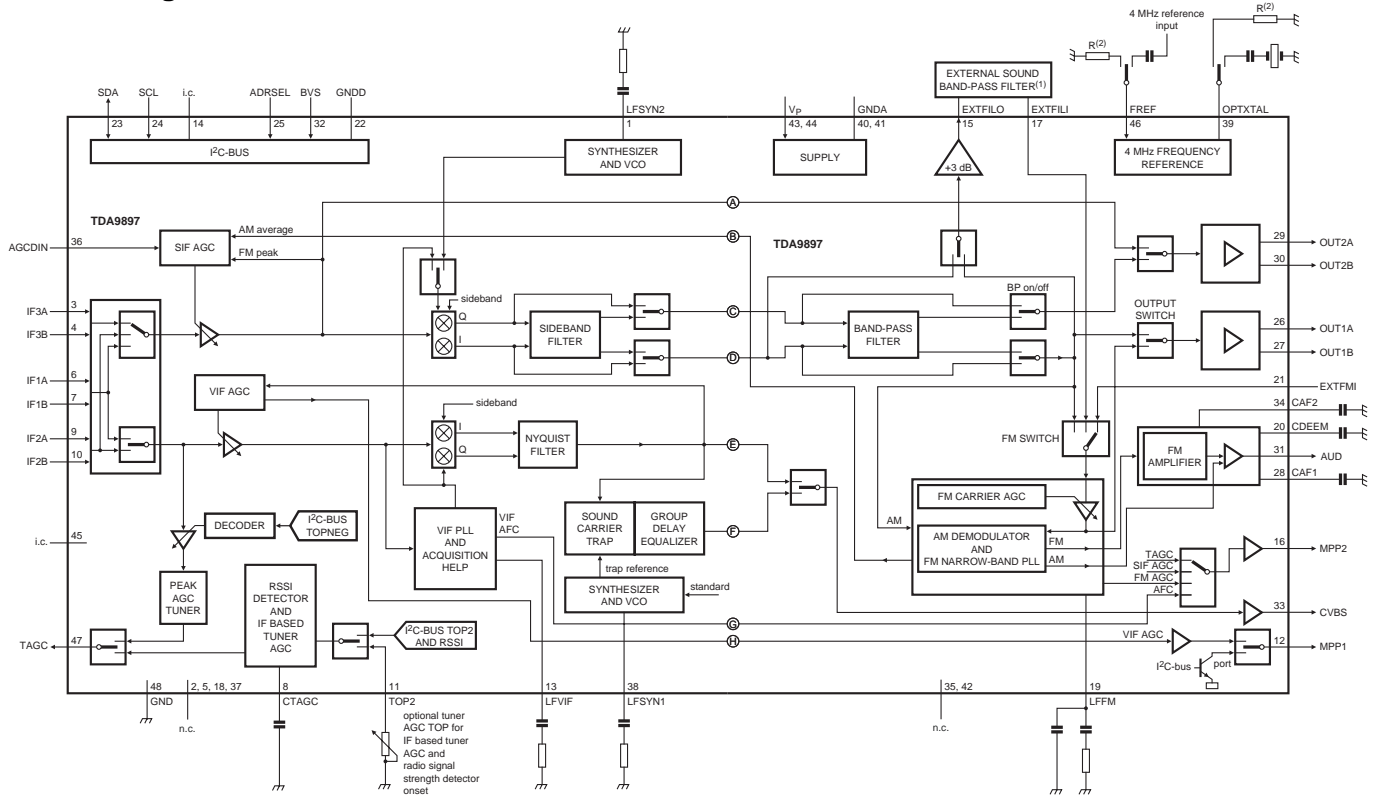 4 MHz reference
input
R(2)
R(2)
EXTERNAL SOUND
BAND-PASS FILTER(1)
SDA
SCL
i.c.
ADRSEL
BVS
GNDD
LFSYN2
VP
GNDA
EXTFILO
EXTFILI
FREF
OPTXTAL
23
24
14
25
32
22
1
43, 44
40, 41
15
17
46
39
I2C-BUS
SYNTHESIZER
AND VCO
SUPPLY
+3 dB
4 MHz FREQUENCY
REFERENCE
TDA9897
TDA9897
A
B
AGCDIN
36
SIF AGC
AM average
FM peak
29
OUT2A
30
OUT2B
IF3A
3
IF3B
4
sideband
Q
I
SIDEBAND
FILTER
C
D
BAND-PASS
FILTER
BP on/off
OUTPUT
SWITCH
26
OUT1A
27
OUT1B
IF1A
6
IF1B
7
VIF AGC
21
EXTFMI
IF2A
9
IF2B
10
sideband
I
Q
NYQUIST
FILTER
E
FM SWITCH
34
CAF2
20
CDEEM
FM
AMPLIFIER
31
AUD
28
CAF1
DECODER
I2C-BUS
TOPNEG
i.c.
45
VIF PLL
AND
ACQUISITION
HELP
VIF
AFC
SOUND
CARRIER
TRAP
GROUP
DELAY
EQUALIZER
F
FM CARRIER AGC
AM
AM DEMODULATOR
AND
FM NARROW-BAND PLL
FM
AM
TAGC
SIF AGC
FM AGC
AFC
16
MPP2
PEAK
AGC
TUNER
RSSI
DETECTOR
AND
IF BASED
TUNER
AGC
trap reference
SYNTHESIZER
AND VCO
standard
33
CVBS
G
H
TAGC
47
I2C-BUS TOP2
AND RSSI
VIF AGC
I2C-bus
port
12
MPP1
48
GND
2, 5, 18, 37
n.c.
8
CTAGC
11
TOP2
13
LFVIF
38
LFSYN1
35, 42
n.c.
19
LFFM
optional tuner
AGC TOP for
IF based tuner
AGC and
radio signal
strength detector
onset